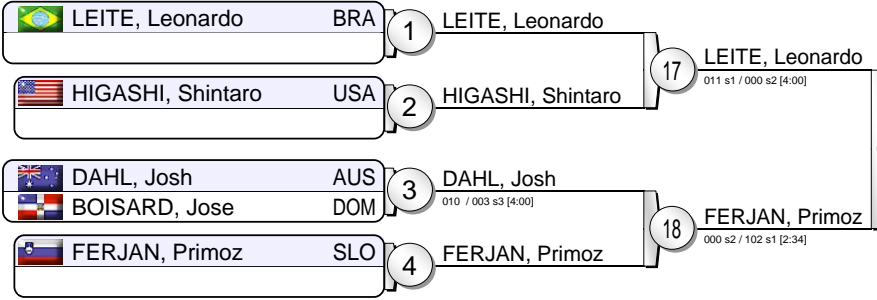 LEITE, Leonardo BRA
1
LEITE, Leonardo
HIGASHI, Shintaro USA
2
HIGASHI, Shintaro
17
LEITE, Leonardo
011 s1 / 000 s2 [4:00]
DAHL, Josh AUS
BOISARD, Jose DOM
3
DAHL, Josh
010 / 003 s3 [4:00]
FERJAN, Primoz SLO
4
FERJAN, Primoz
18
FERJAN, Primoz
000 s2 / 102 s1 [2:34]